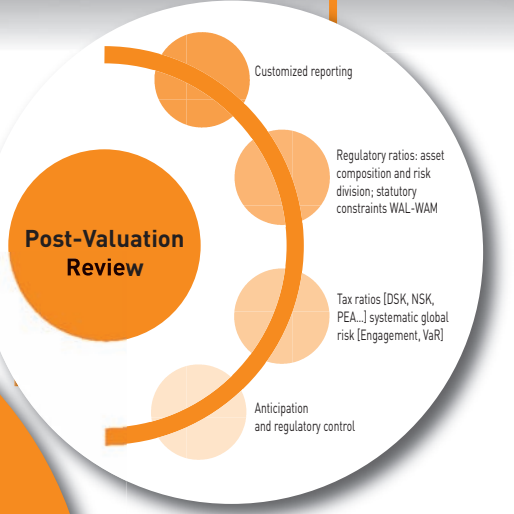 Customized reporting
Regulatory ratios: asset
composition and risk
division; statutory
constraints WAL-WAM
Post-Valuation
Review
Tax ratios [DSK, NSK,
PEA...] systematic global
risk [Engagement, VaR]
Anticipation
and regulatory control